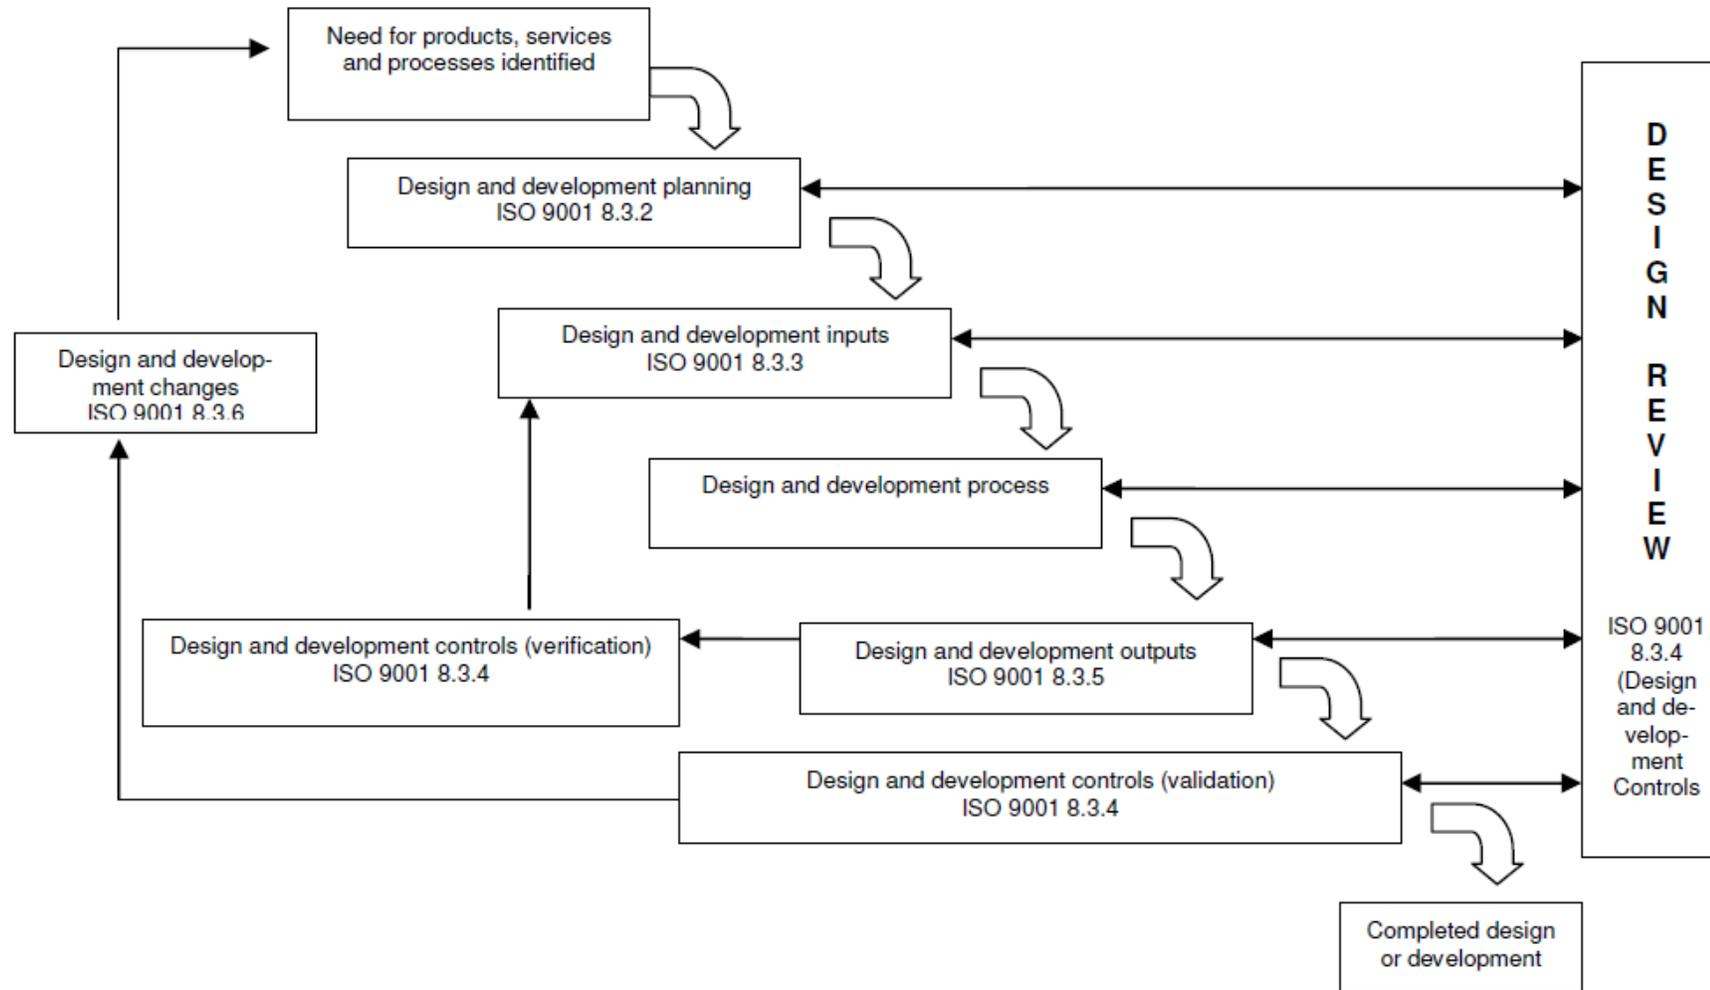 Need for products, services
and processes identified
Design and development planning
ISO 9001 8.3.2
Design and development inputs
ISO 9001 8.3.3
Design and develop-
ment changes
ISO 9001 8.3.6
Design and development process
Design and development controls (verification)
ISO 9001 8.3.4
Design and development outputs
ISO 9001 8.3.5
Design and development controls (validation)
ISO 9001 8.3.4
Completed design
or development
D
E
S
I
G
N
R
E
V
I
E
W
ISO 9001
8.3.4
(Design
and de-
velop-
ment
Controls